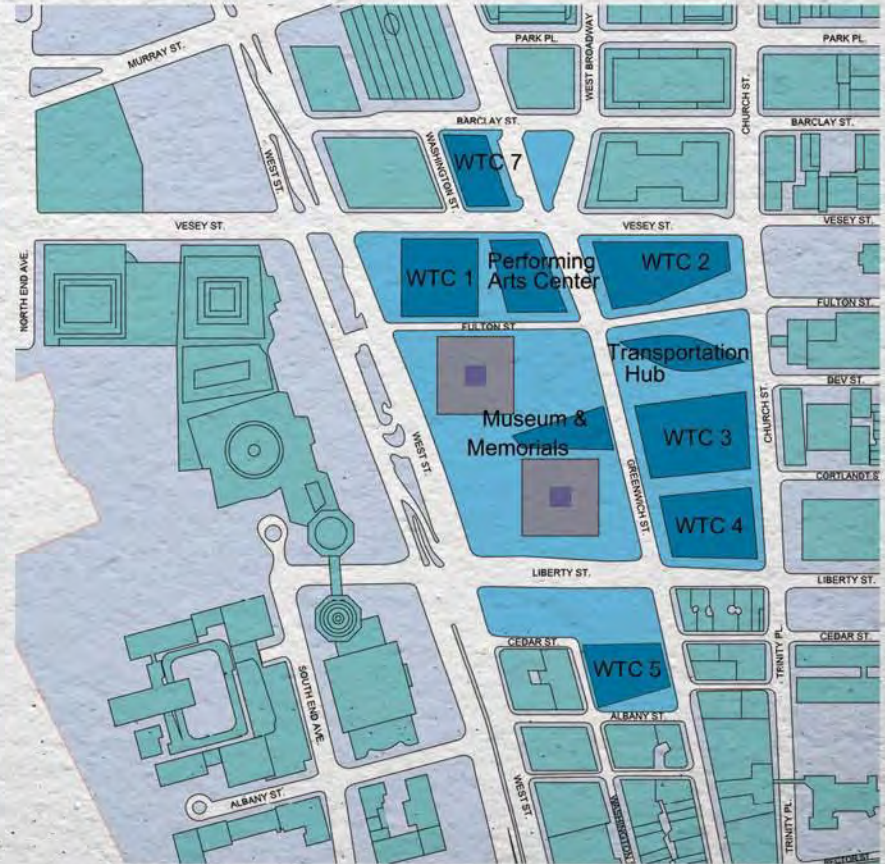 PARK PL.
PARK PL.
MURRAY ST.
WEST BROADWAY
CHURCH ST.
BARCLAY ST.
BARCLAY ST.
WEST ST.
WASHINGTON ST.
WTC 7
VESEY ST.
VESEY ST.
VESEY ST.
NORTH END AVE.
WTC 1
Performing
Arts Center
WTC 2
FULTON ST.
FULTON ST
Transportation
Hub
DEY ST.
Museum &
Memorials
WEST ST.
WTC 3
CHURCH ST.
GREENWICH ST.
CORTLANDT S
WTC 4
LIBERTY ST.
LIBERTY ST.
CEDAR ST.
CEDAR ST.
TRINITY PL.
WTC 5
SOUTH END AVE.
ALBANY ST.
ALBANY ST.
WEST ST.
TRINITY PL.